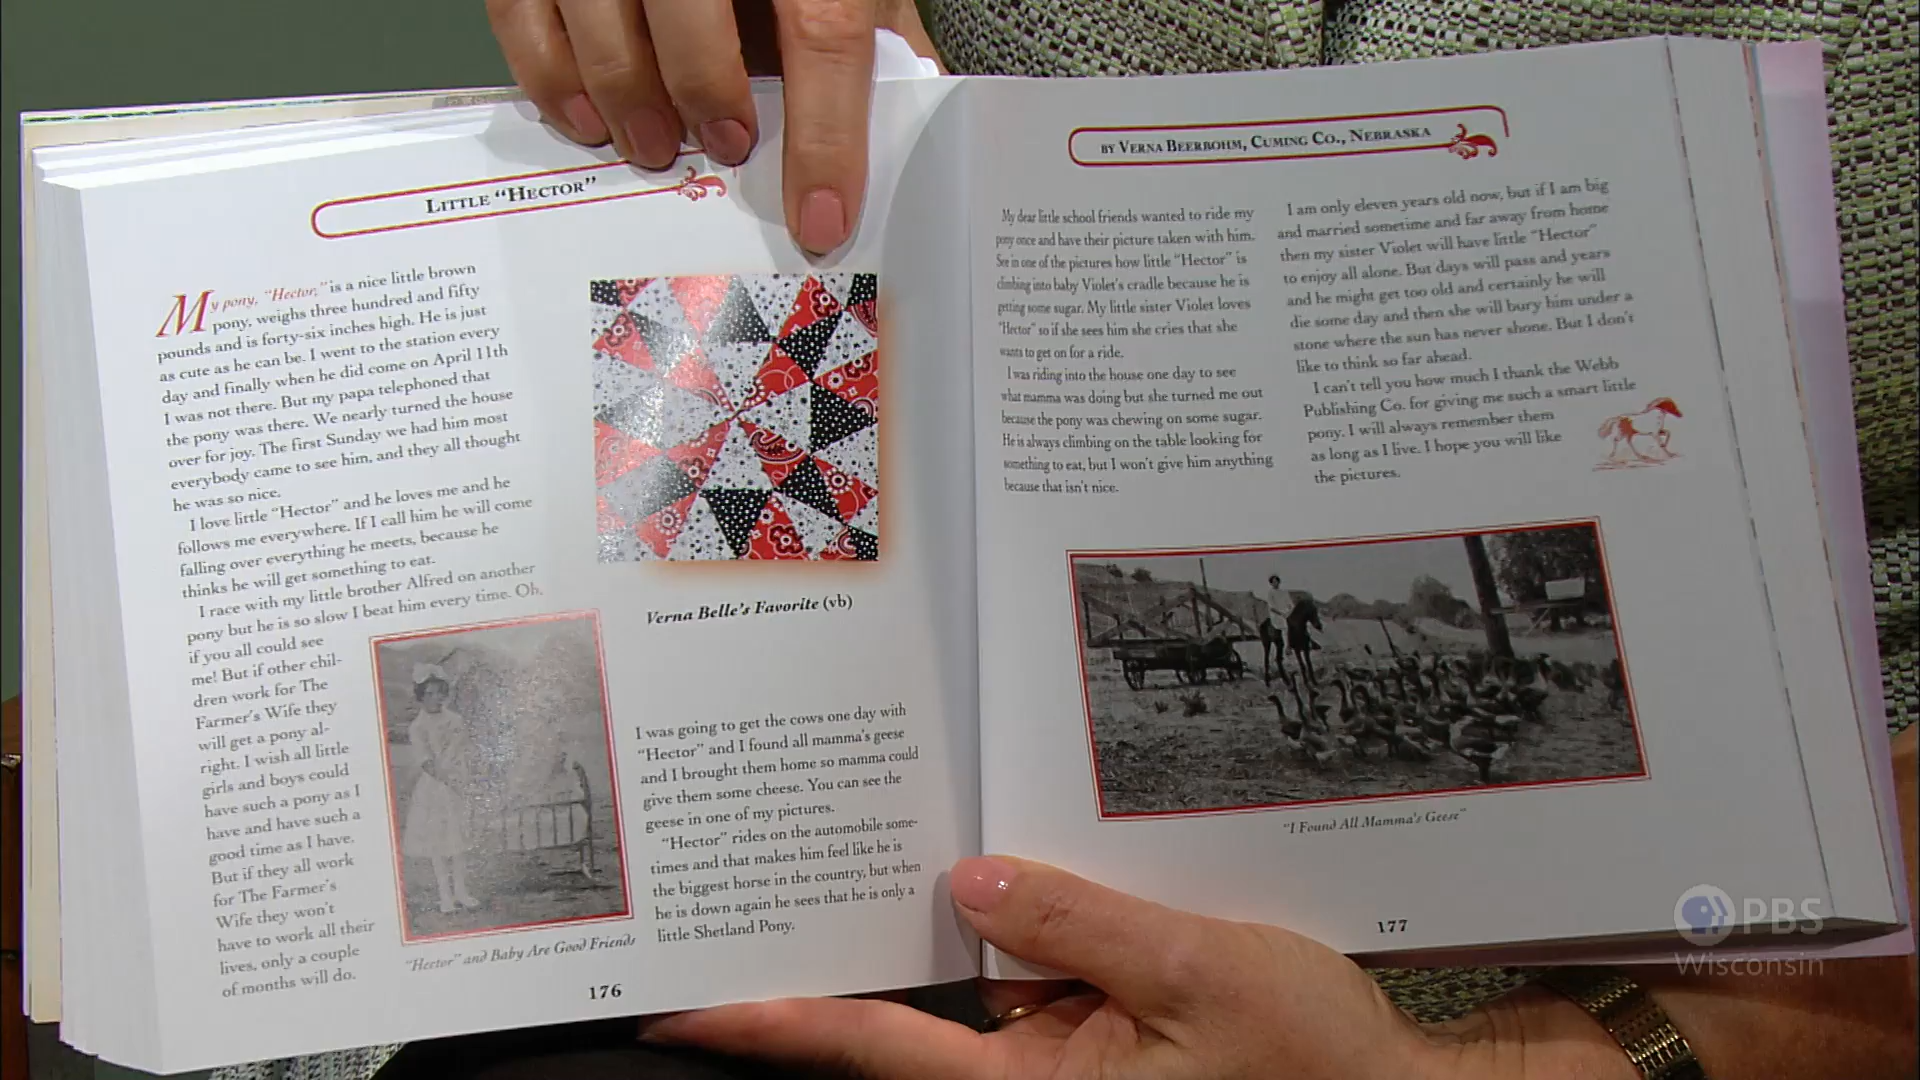 LITTLE “HECTOR”
My pony, “Hector,” is a nice little brown
pony, weighs three hundred and fifty
pounds and is forty-six inches high. He is just
as cute as he can be. I went to the station every
day and finally when he did come on April 11th
I was not there. But my papa telephoned that
the pony was there. We nearly turned the house
over for joy. The first Sunday we had him most
everybody came to see him, and they all thought
he was so nice.
I love little “Hector” and he loves me and he
follows me everywhere. If I call him he will come
falling over everything he meets, because he
thinks he will get something to eat.
I race with my little brother Alfred on another
pony but he is so slow I beat him every time. Oh,
if you all could see
me! But if other chil-
dren work for The
Farmer’s Wife they
will get a pony al-
right. I wish all little
girls and boys could
have such a pony as I
have and have such a
good time as I have.
But if they all work
for The Farmer’s
Wife they won’t
have to work all their
lives, only a couple
of months will do.
“Hector” and Baby Are Good Friends
Verna Belle’s Favorite (vb)
I was going to get the cows one day with
“Hector” and I found all mamma’s geese
and I brought them home so mamma could
give them some cheese. You can see the
geese in one of my pictures.
“Hector” rides on the automobile some-
times and that makes him feel like he is
the biggest horse in the country, but when
he is down again he sees that he is only a
little Shetland Pony.
176
BY VERNA BEERBOHM, CUMING CO., NEBRASKA
My dear little school friends wanted to ride my
pony once and have their picture taken with him.
See in one of the pictures how little “Hector” is
climbing into baby Violet’s cradle because he is
getting some sugar. My little sister Violet loves
“Hector” so if she sees him she cries that she
wants to get on for a ride.
I was riding into the house one day to see
what mamma was doing but she turned me out
because the pony was chewing on some sugar.
He is always climbing on the table looking for
something to eat, but I won’t give him anything
because that isn’t nice.
I am only eleven years old now, but if I am big
and married sometime and far away from home
then my sister Violet will have little “Hector”
to enjoy all alone. But days will pass and years
and he might get too old and certainly he will
die some day and then she will bury him under a
stone where the sun has never shone. But I don’t
like to think so far ahead.
I can’t tell you how much I thank the Webb
Publishing Co. for giving me such a smart little
pony. I will always remember them
as long as I live. I hope you will like
the pictures.
“I Found All Mamma’s Geese”
177
PBS
Wisconsin